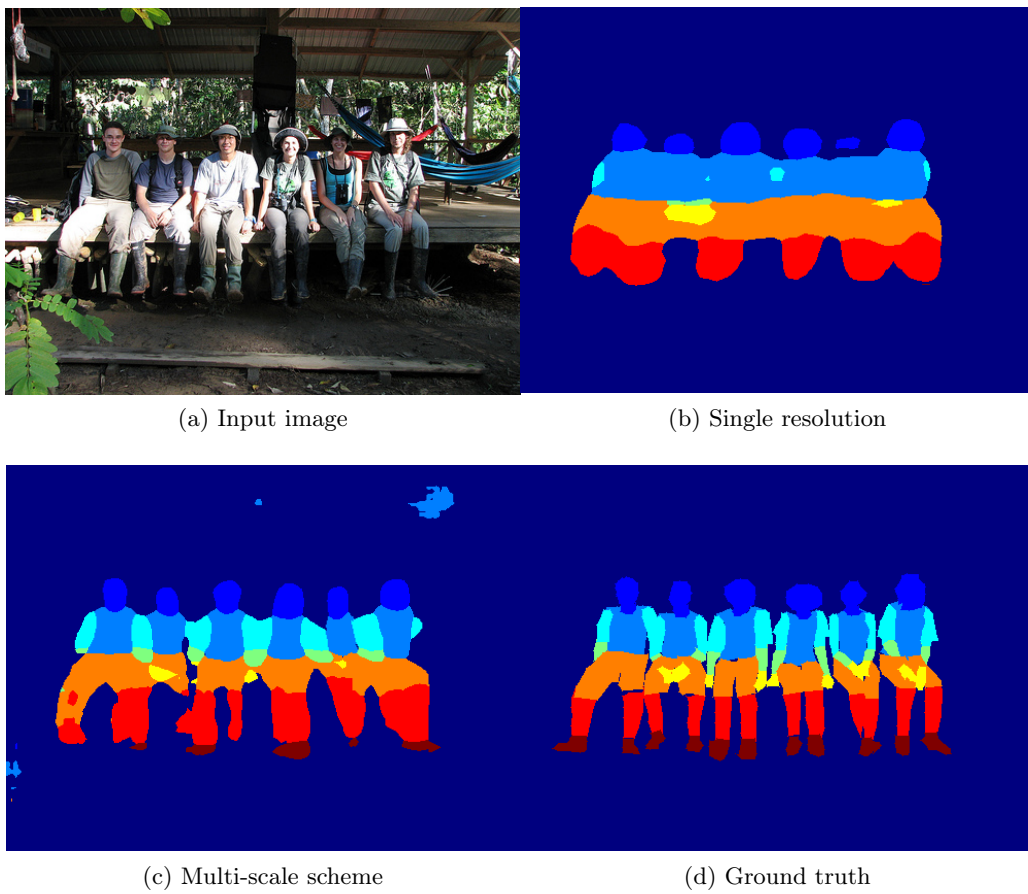 (a) Input image
(b) Single resolution
(c) Multi-scale scheme
(d) Ground truth